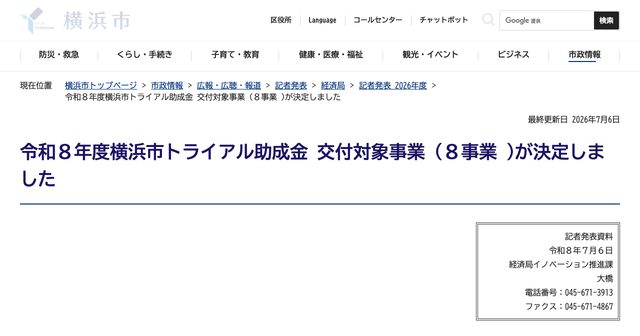 横浜市
区役所 Language コールセンター チャットボット Google 提供 検索
防災・救急 くらし・手続き 子育て・教育 健康・医療・福祉 観光・イベント ビジネス 市政情報
現在位置 横浜市トップページ > 市政情報 > 広報・広聴・報道 > 記者発表 > 経済局 > 記者発表 2026年度 >
令和８年度横浜市トライアル助成金 交付対象事業（８事業 )が決定しました
最終更新日 2026年7月6日
令和８年度横浜市トライアル助成金 交付対象事業（８事業 )が決定しま
した
記者発表資料
令和８年７月６日
経済局イノベーション推進課
大橋
電話番号：045-671-3913
ファクス：045-671-4867